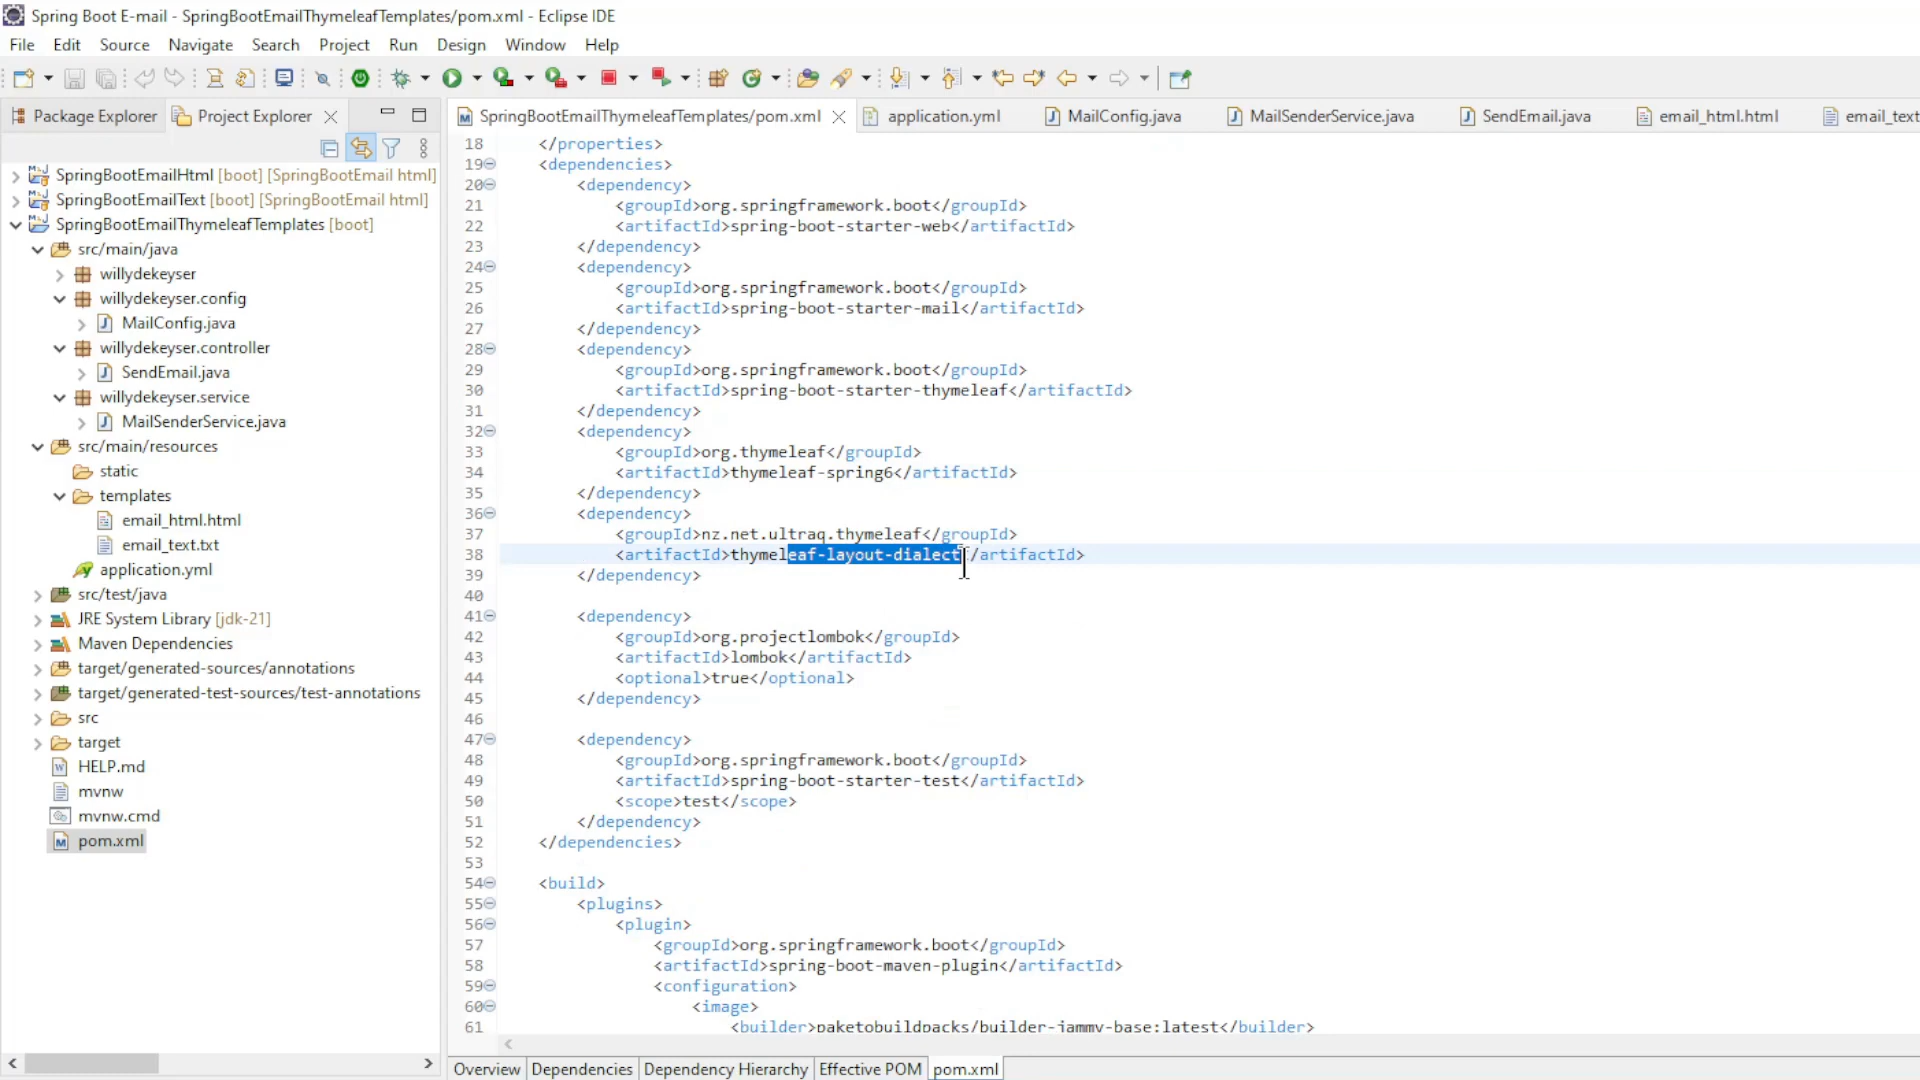 Spring Boot E-mail - SpringBootEmailThymeleafTemplates/pom.xml - Eclipse IDE
File Edit Source Navigate Search Project Run Design Window Help
Package Explorer Project Explorer
SpringBootEmailThymeleafTemplates/pom.xml application.yml MailConfig.java MailSenderService.java SendEmail.java email_html.html email_text
SpringBootEmailHtml [boot] [SpringBootEmail html]
SpringBootEmailText [boot] [SpringBootEmail html]
SpringBootEmailThymeleafTemplates [boot]
src/main/java
willydekeyser
willydekeyser.config
MailConfig.java
willydekeyser.controller
SendEmail.java
willydekeyser.service
MailSenderService.java
src/main/resources
static
templates
email_html.html
email_text.txt
application.yml
src/test/java
JRE System Library [jdk-21]
Maven Dependencies
target/generated-sources/annotations
target/generated-test-sources/test-annotations
src
target
HELP.md
mvnw
mvnw.cmd
pom.xml
18 </properties>
19 <dependencies>
20 <dependency>
21 <groupId>org.springframework.boot</groupId>
22 <artifactId>spring-boot-starter-web</artifactId>
23 </dependency>
24 <dependency>
25 <groupId>org.springframework.boot</groupId>
26 <artifactId>spring-boot-starter-mail</artifactId>
27 </dependency>
28 <dependency>
29 <groupId>org.springframework.boot</groupId>
30 <artifactId>spring-boot-starter-thymeleaf</artifactId>
31 </dependency>
32 <dependency>
33 <groupId>org.thymeleaf</groupId>
34 <artifactId>thymeleaf-spring6</artifactId>
35 </dependency>
36 <dependency>
37 <groupId>nz.net.ultraq.thymeleaf</groupId>
38 <artifactId>thymeleaf-layout-dialect</artifactId>
39 </dependency>
40
41 <dependency>
42 <groupId>org.projectlombok</groupId>
43 <artifactId>lombok</artifactId>
44 <optional>true</optional>
45 </dependency>
46
47 <dependency>
48 <groupId>org.springframework.boot</groupId>
49 <artifactId>spring-boot-starter-test</artifactId>
50 <scope>test</scope>
51 </dependency>
52 </dependencies>
53
54 <build>
55 <plugins>
56 <plugin>
57 <groupId>org.springframework.boot</groupId>
58 <artifactId>spring-boot-maven-plugin</artifactId>
59 <configuration>
60 <image>
61 <builder>paketobuildpacks/builder-jammy-base:latest</builder>
Overview Dependencies Dependency Hierarchy Effective POM pom.xml